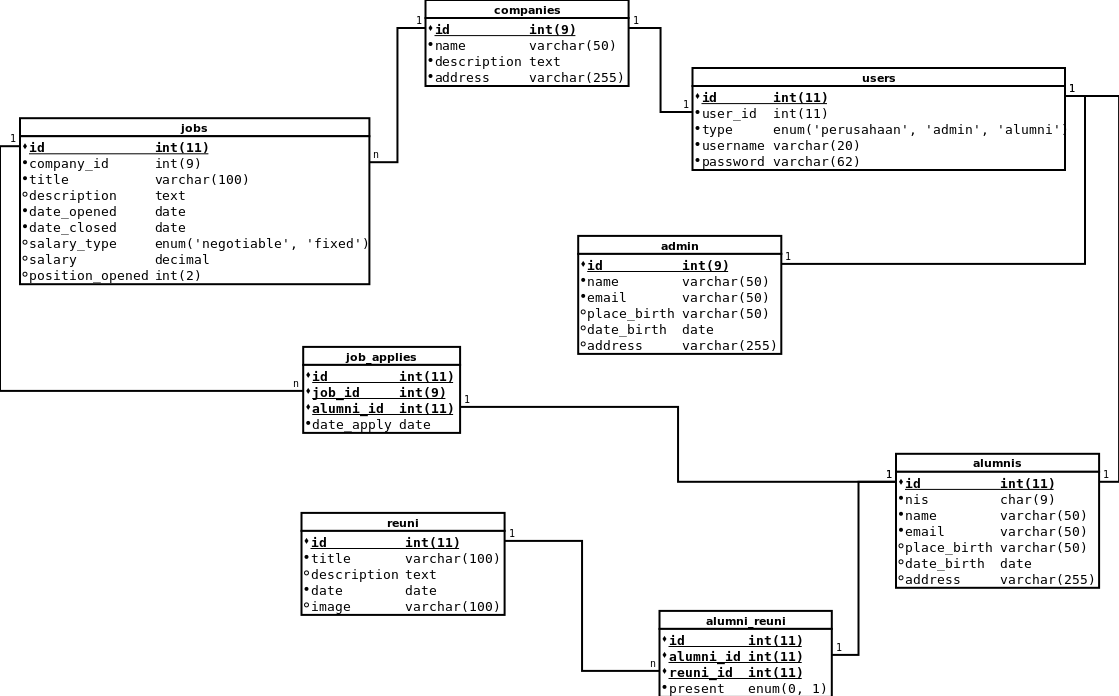 companies
id int(9)
name varchar(50)
description text
address varchar(255)
1
1
users
id int(11)
user_id int(11)
type enum('perusahaan', 'admin', 'alumni')
username varchar(20)
password varchar(62)
1
1
jobs
id int(11)
company_id int(9)
title varchar(100)
description text
date_opened date
date_closed date
salary_type enum('negotiable', 'fixed')
salary decimal
position_opened int(2)
1
n
admin
id int(9)
name varchar(50)
email varchar(50)
place_birth varchar(50)
date_birth date
address varchar(255)
1
job_applies
id int(11)
job_id int(9)
alumni_id int(11)
date_apply date
n
1
alumnis
id int(11)
nis char(9)
name varchar(50)
email varchar(50)
place_birth varchar(50)
date_birth date
address varchar(255)
1
1
reuni
id int(11)
title varchar(100)
description text
date date
image varchar(100)
1
alumni_reuni
id int(11)
alumni_id int(11)
reuni_id int(11)
present enum(0, 1)
n
1